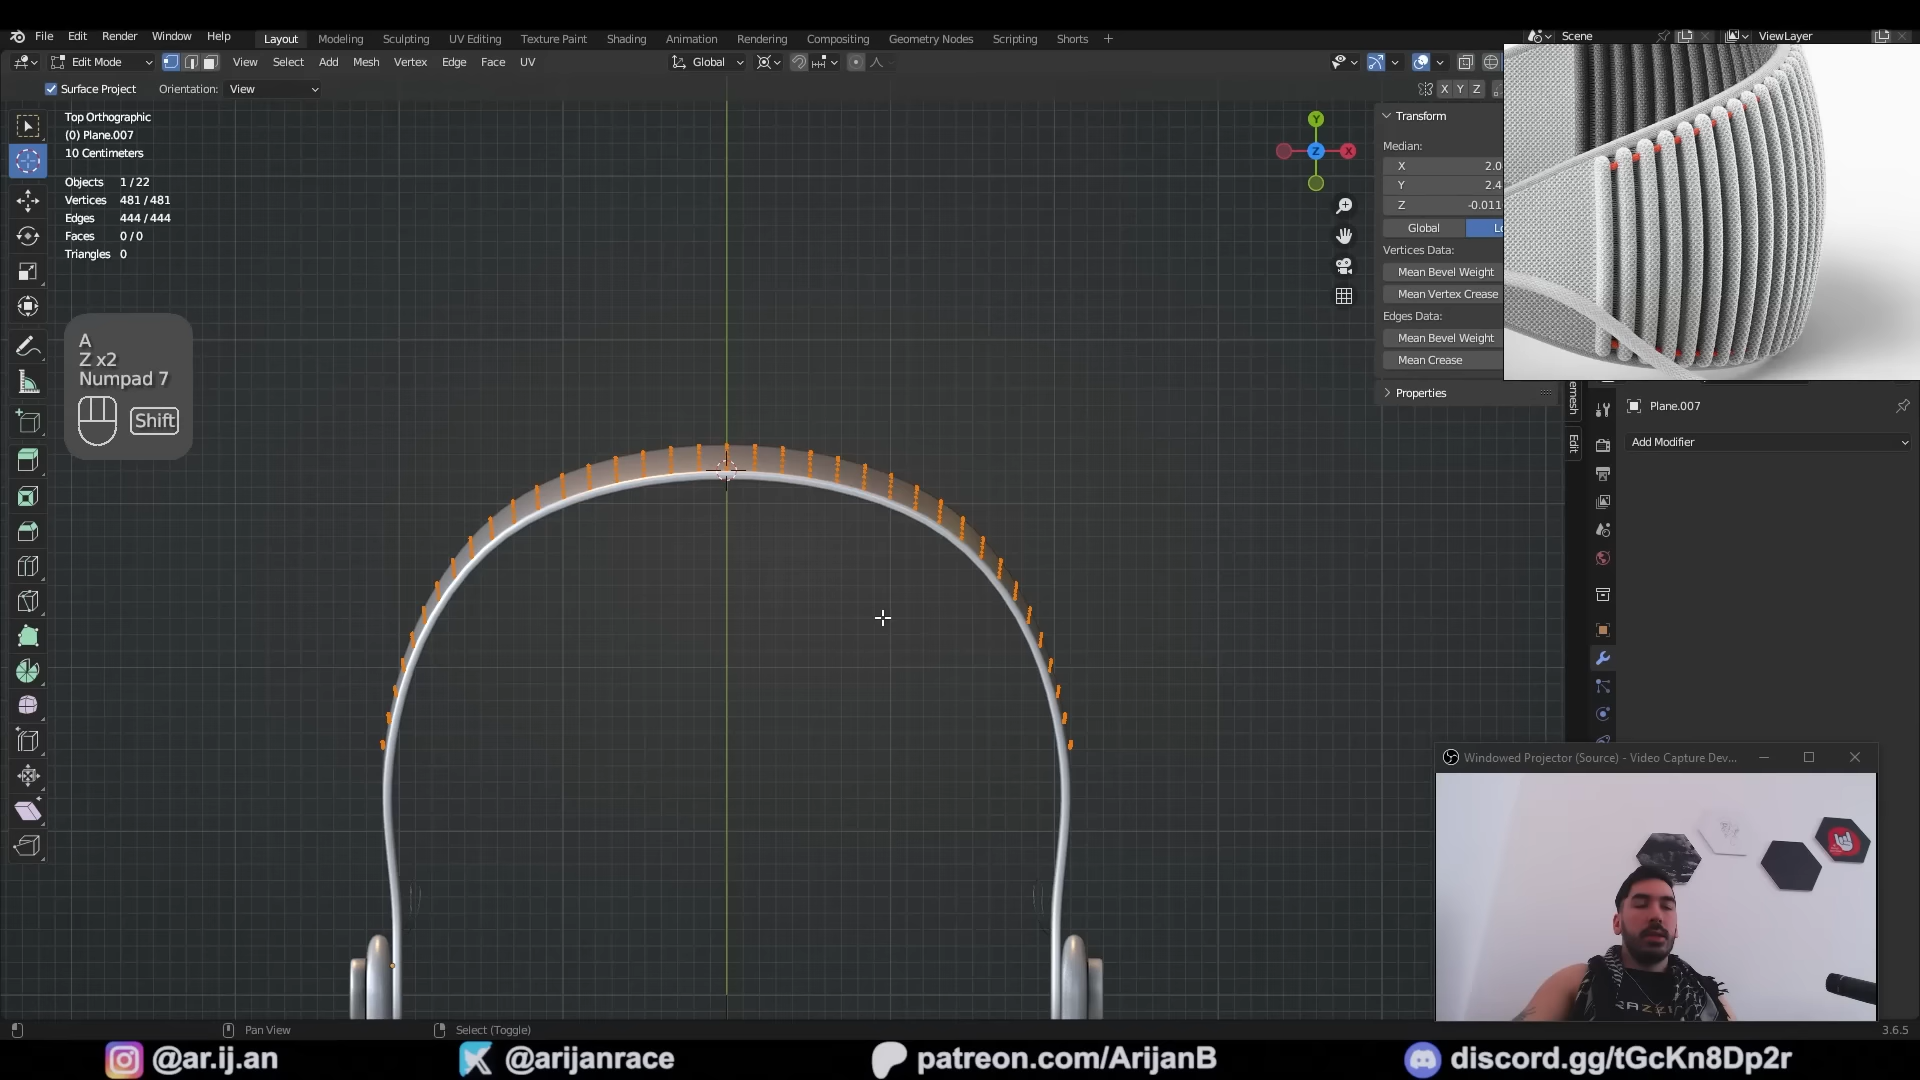 File Edit Render Window Help
Layout Modeling Sculpting UV Editing Texture Paint Shading Animation Rendering Compositing Geometry Nodes Scripting Shorts +
Scene
ViewLayer
Edit Mode
View Select Add Mesh Vertex Edge Face UV
Global
Surface Project
Orientation:
View
X Y Z
Top Orthographic
(0) Plane.007
10 Centimeters
Objects 1 / 22
Vertices 481 / 481
Edges 444 / 444
Faces 0 / 0
Triangles 0
Y
Z
X
A
Z x2
Numpad 7
Shift
Transform
Median:
X 2.0
Y 2.4
Z -0.011
Global
Lo
Vertices Data:
Mean Bevel Weight
Mean Vertex Crease
Edges Data:
Mean Bevel Weight
Mean Crease
Properties
Edit
Plane.007
Add Modifier
Windowed Projector (Source) - Video Capture Dev...
Pan View
Select (Toggle)
3.6.5
@ar.ij.an
@arijanrace
patreon.com/ArijanB
discord.gg/tGcKn8Dp2r